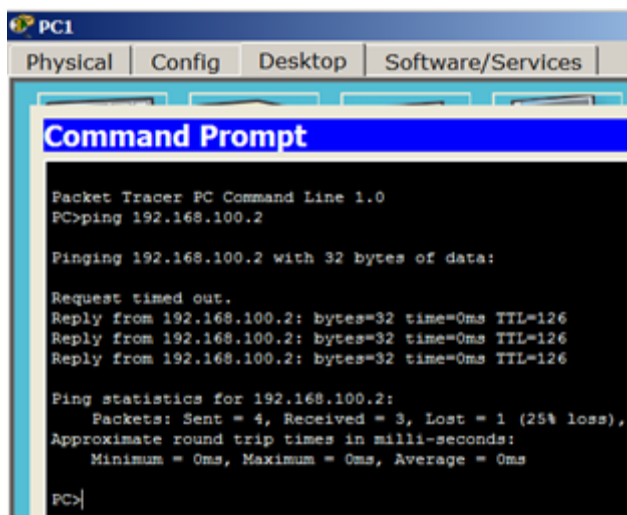 PC1
Physical Config Desktop Software/Services
Command Prompt
Packet Tracer PC Command Line 1.0
PC>ping 192.168.100.2
Pinging 192.168.100.2 with 32 bytes of data:
Request timed out.
Reply from 192.168.100.2: bytes=32 time=0ms TTL=126
Reply from 192.168.100.2: bytes=32 time=0ms TTL=126
Reply from 192.168.100.2: bytes=32 time=0ms TTL=126
Ping statistics for 192.168.100.2:
Packets: Sent = 4, Received = 3, Lost = 1 (25% loss),
Approximate round trip times in milli-seconds:
Minimum = 0ms, Maximum = 0ms, Average = 0ms
PC>